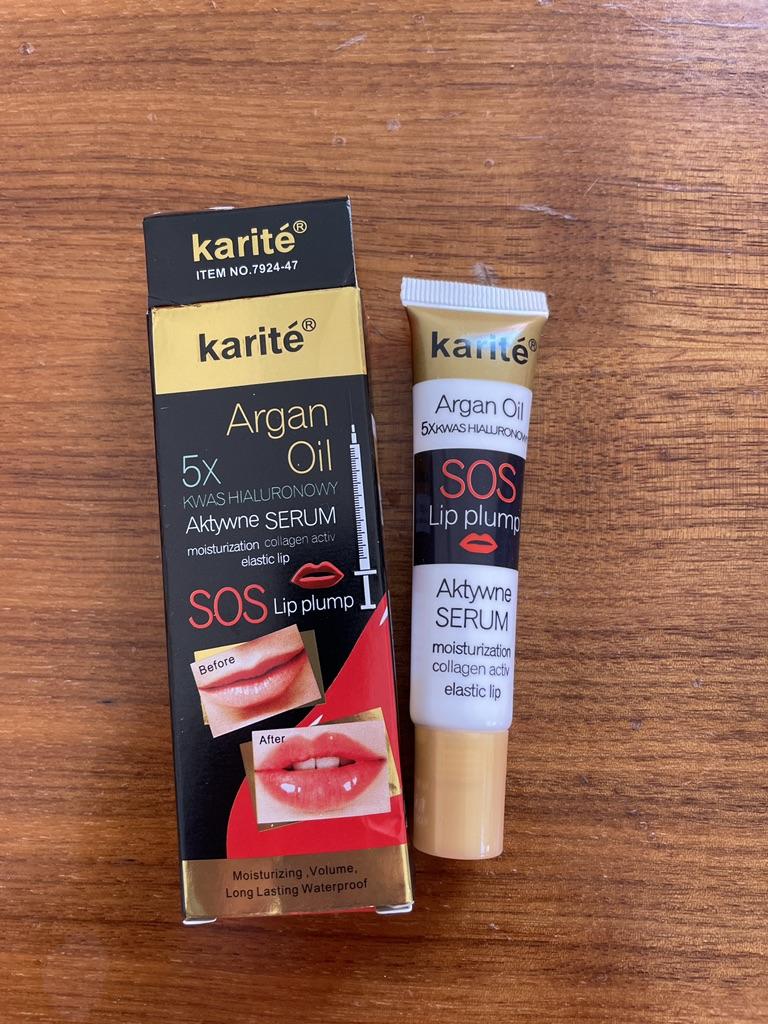 karité®
ITEM NO.7924-47
karité®
Argan
Oil
5x
KWAS HIALURONOWY
Aktywne SERUM
moisturization collagen activ
elastic lip
SOS Lip plump
Before
After
Moisturizing ,Volume,
Long Lasting Waterproof
karité®
Argan Oil
5XKWAS HIALURONOWY
SOS
Lip plump
Aktywne
SERUM
moisturization
collagen activ
elastic lip